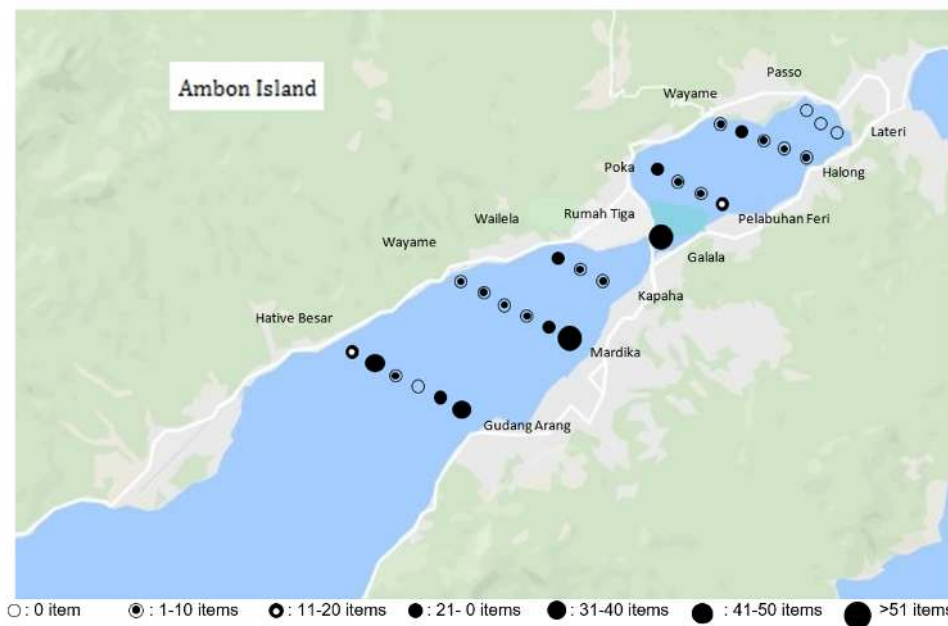 Ambon Island
Passo
Wayame
Lateri
Poka
Halong
Wailela
Rumah Tiga
Pelabuhan Feri
Wayame
Galala
Kapaha
Hative Besar
Mardika
Gudang Arang
: 0 item : 1-10 items : 11-20 items : 21- 0 items : 31-40 items : 41-50 items >51 items